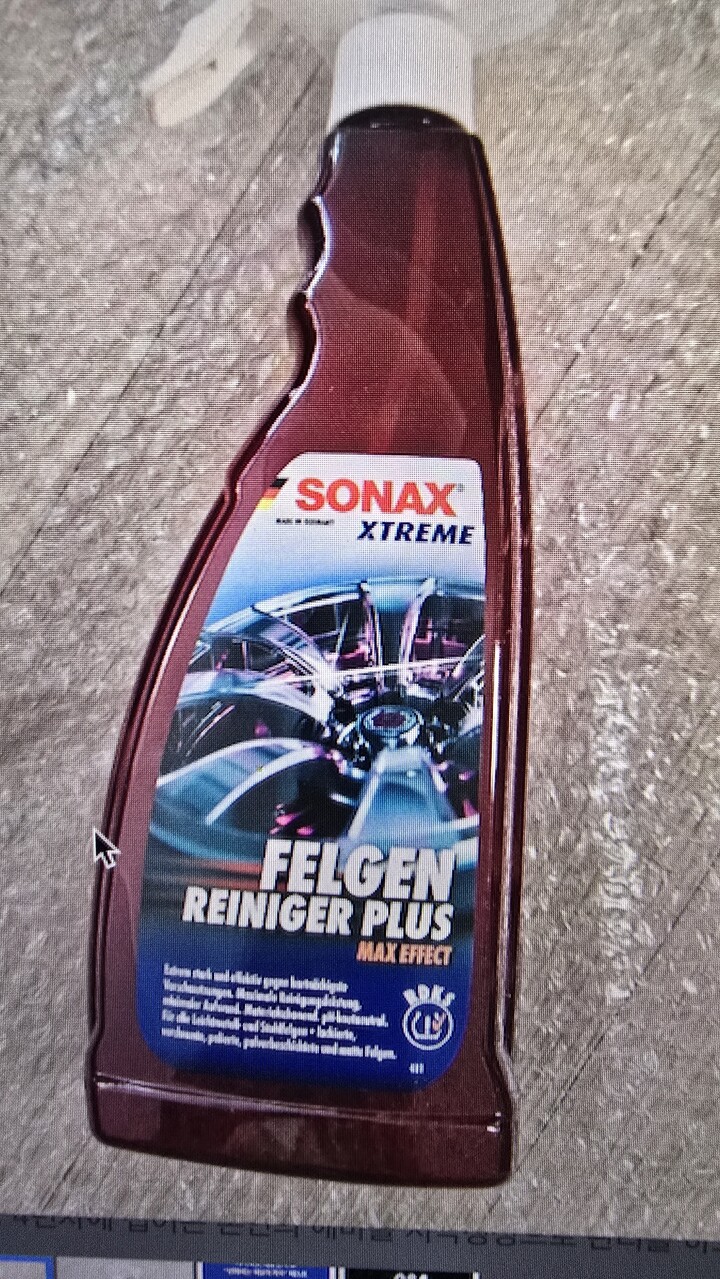 SONAX®
MADE IN GERMANY
XTREME
FELGEN
REINIGER PLUS
MAX EFFECT
Extrem stark und effektiv gegen hartnäckigste
Verschmutzungen. Maximale Reinigungsleistung,
minimaler Aufwand. Materialschonend, pH-hautneutral.
Für alle Leichtmetall- und Stahlfelgen • lackierte,
verchromte, polierte, pulverbeschichtete und matte Felgen.
RDKS